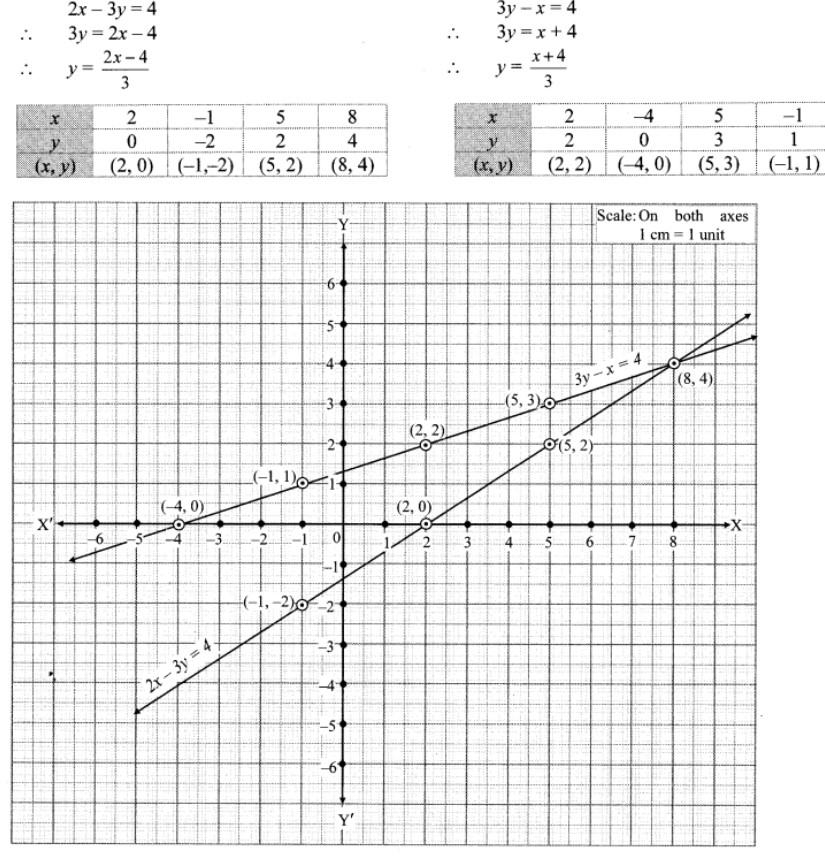 2x – 3y = 4
∴ 3y = 2x – 4
∴ y = (2x – 4)/3
3y – x = 4
∴ 3y = x + 4
∴ y = (x + 4)/3
x 2 –1 5 8
y 0 –2 2 4
(x, y) (2, 0) (–1,–2) (5, 2) (8, 4)
x 2 –4 5 –1
y 2 0 3 1
(x, y) (2, 2) (–4, 0) (5, 3) (–1, 1)
Scale: On both axes
1 cm = 1 unit
Y
6
5
4
3y – x = 4
(8, 4)
(5, 3)
3
(2, 2)
2
(5, 2)
(–1, 1)
1
(–4, 0)
(2, 0)
X′
X
–6 –5 –4 –3 –2 –1 0 1 2 3 4 5 6 7 8
–1
(–1, –2)
–2
–3
2x – 3y = 4
–4
–5
–6
Y′